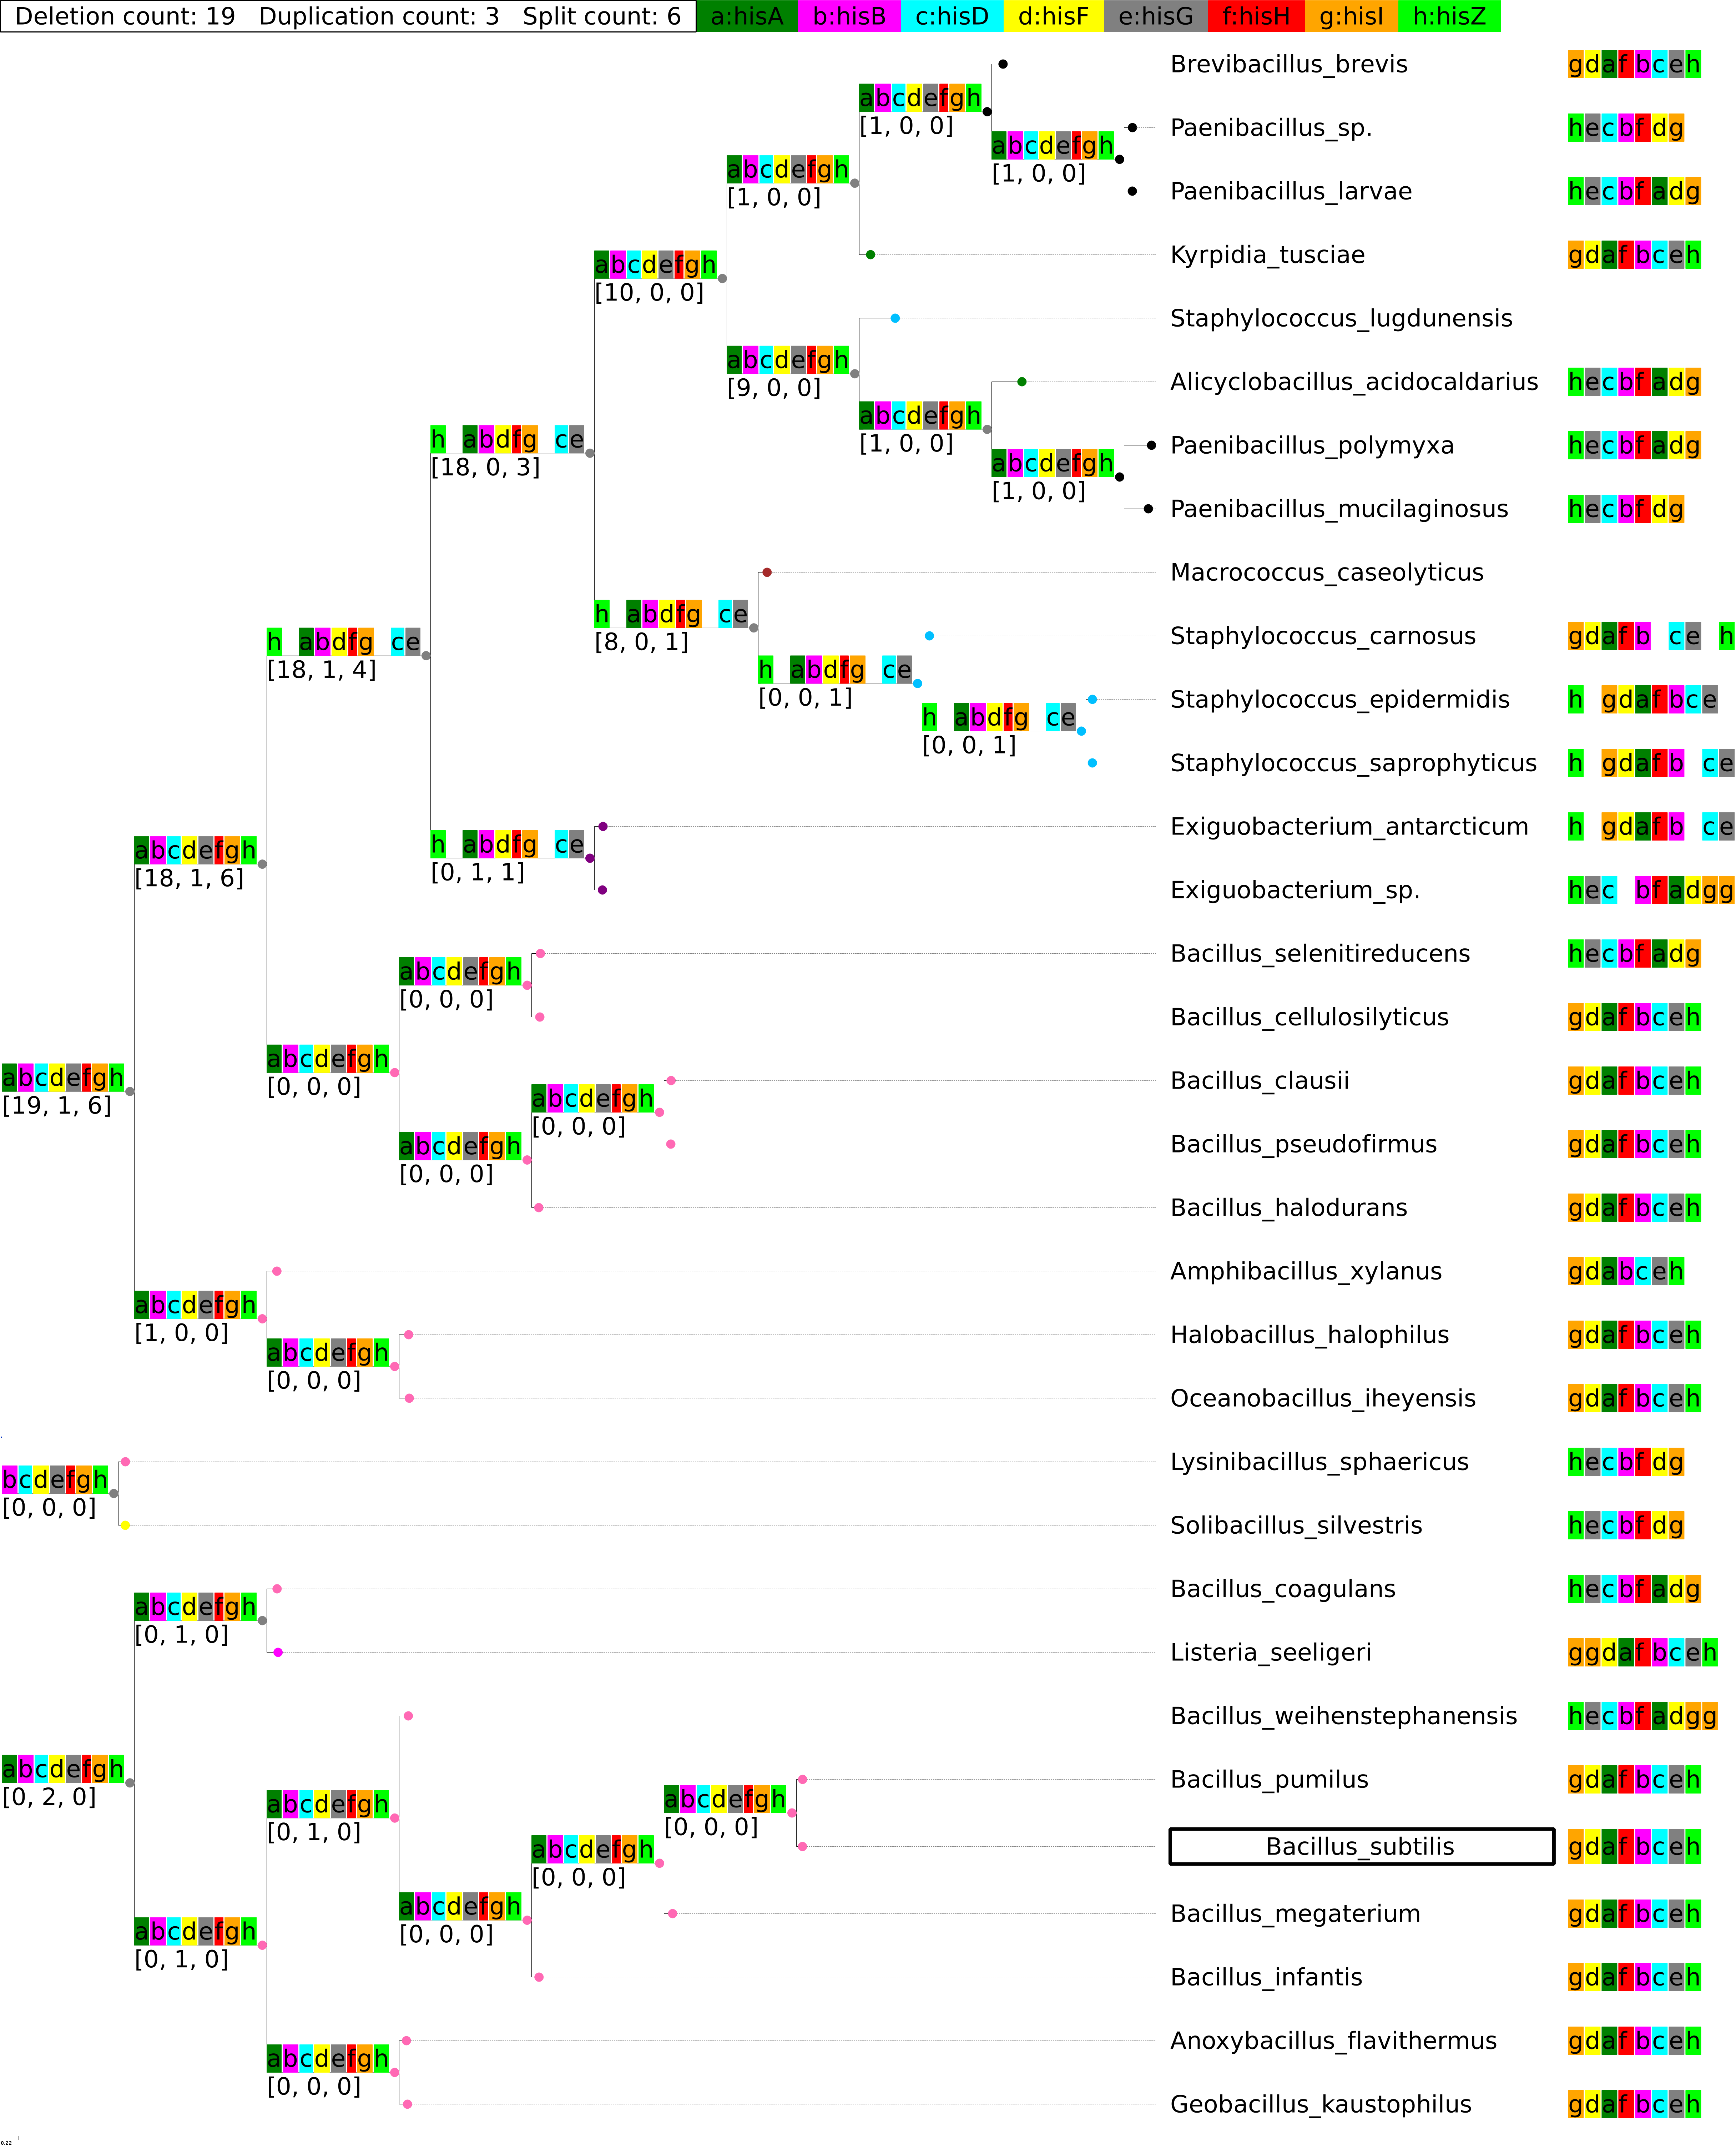 Deletion count: 19 Duplication count: 3 Split count: 6 a:hisA b:hisB c:hisD d:hisF e:hisG f:hisH g:hisI h:hisZ
Brevibacillus_brevis gdafbceh
abcdefgh
[1, 0, 0]
Paenibacillus_sp. hecbfdg
abcdefgh
[1, 0, 0]
abcdefgh
[1, 0, 0]
Paenibacillus_larvae hecbfadg
Kyrpidia_tusciae gdafbceh
abcdefgh
[10, 0, 0]
Staphylococcus_lugdunensis
abcdefgh
[9, 0, 0]
Alicyclobacillus_acidocaldarius hecbfadg
abcdefgh
[1, 0, 0]
h abdfg ce
[18, 0, 3]
Paenibacillus_polymyxa hecbfadg
abcdefgh
[1, 0, 0]
Paenibacillus_mucilaginosus hecbfdg
Macrococcus_caseolyticus
h abdfg ce
[8, 0, 1]
Staphylococcus_carnosus gdafb ce h
h abdfg ce
[18, 1, 4]
h abdfg ce
[0, 0, 1]
Staphylococcus_epidermidis h gdafbce
h abdfg ce
[0, 0, 1]
Staphylococcus_saprophyticus h gdafb ce
Exiguobacterium_antarcticum h gdafb ce
abcdefgh
[18, 1, 6]
h abdfg ce
[0, 1, 1]
Exiguobacterium_sp. hec bfadgg
Bacillus_selenitireducens hecbfadg
abcdefgh
[0, 0, 0]
Bacillus_cellulosilyticus gdafbceh
abcdefgh
[0, 0, 0]
abcdefgh
[19, 1, 6]
Bacillus_clausii gdafbceh
abcdefgh
[0, 0, 0]
Bacillus_pseudofirmus gdafbceh
abcdefgh
[0, 0, 0]
Bacillus_halodurans gdafbceh
Amphibacillus_xylanus gdabceh
abcdefgh
[1, 0, 0]
Halobacillus_halophilus gdafbceh
abcdefgh
[0, 0, 0]
Oceanobacillus_iheyensis gdafbceh
Lysinibacillus_sphaericus hecbfdg
bcdefgh
[0, 0, 0]
Solibacillus_silvestris hecbfdg
Bacillus_coagulans hecbfadg
abcdefgh
[0, 1, 0]
Listeria_seeligeri ggdafbceh
Bacillus_weihenstephanensis hecbfadgg
abcdefgh
[0, 2, 0]
Bacillus_pumilus gdafbceh
abcdefgh
[0, 1, 0]
abcdefgh
[0, 0, 0]
Bacillus_subtilis gdafbceh
abcdefgh
[0, 0, 0]
abcdefgh
[0, 0, 0]
Bacillus_megaterium gdafbceh
abcdefgh
[0, 1, 0]
Bacillus_infantis gdafbceh
Anoxybacillus_flavithermus gdafbceh
abcdefgh
[0, 0, 0]
Geobacillus_kaustophilus gdafbceh
0.22